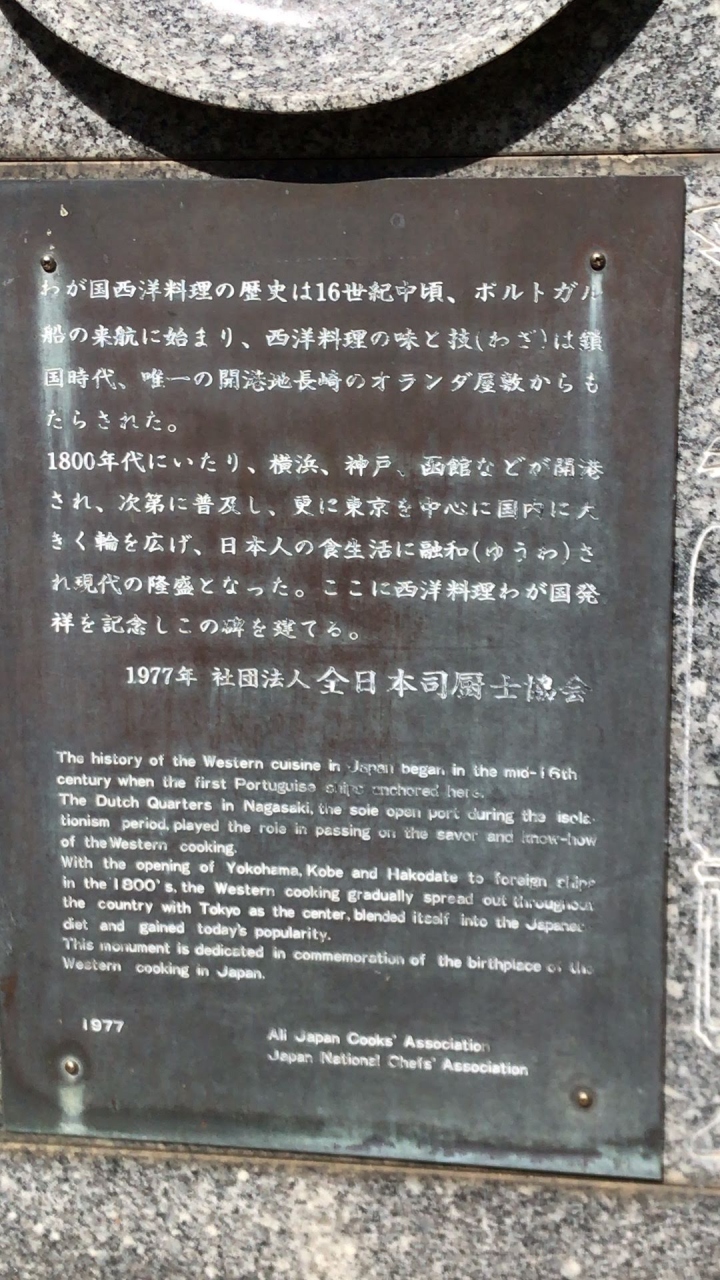 わが国西洋料理の歴史は16世紀中頃、ポルトガル
船の来航に始まり、西洋料理の味と技(わざ)は鎖
国時代、唯一の開港地長崎のオランダ屋敷からも
たらされた。
1800年代にいたり、横浜、神戸、函館などが開港
され、次第に普及し、更に東京を中心に国内に大
きく輪を広げ、日本人の食生活に融和(ゆうわ)さ
れ現代の隆盛となった。ここに西洋料理わが国発
祥を記念しこの碑を建てる。
1977年 社団法人 全日本司厨士協会
The history of the Western cuisine in Japan began in the mid-16th
century when the first Portuguise ships anchored here.
The Dutch Quarters in Nagasaki, the sole open port during the isola-
tionism period, played the role in passing on the savor and know-how
of the Western cooking.
With the opening of Yokohama, Kobe and Hakodate to foreign ships
in the 1800's, the Western cooking gradually spread out throughout
the country with Tokyo as the center, blended itself into the Japanese
diet and gained today's popularity.
This monument is dedicated in commemoration of the birthplace of the
Western cooking in Japan.
1977
All Japan Cooks' Association
Japan National Chefs' Association